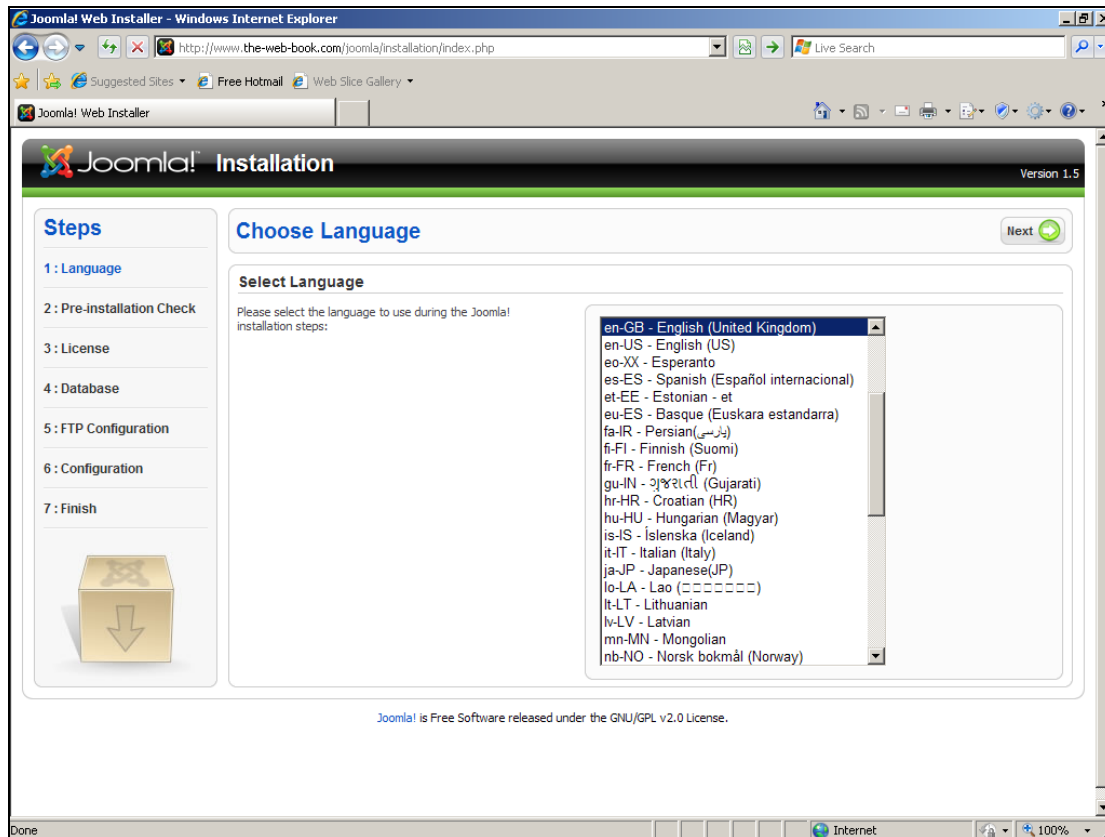 Joomla! Web Installer - Windows Internet Explorer
http://www.the-web-book.com/joomla/installation/index.php
Live Search
Suggested Sites
Free Hotmail
Web Slice Gallery
Joomla! Web Installer
Joomla!™ Installation
Version 1.5
Steps
1 : Language
2 : Pre-installation Check
3 : License
4 : Database
5 : FTP Configuration
6 : Configuration
7 : Finish
Choose Language
Next
Select Language
Please select the language to use during the Joomla!
installation steps:
en-GB - English (United Kingdom)
en-US - English (US)
eo-XX - Esperanto
es-ES - Spanish (Español internacional)
et-EE - Estonian - et
eu-ES - Basque (Euskara estandarra)
fa-IR - Persian(پارسی)
fi-FI - Finnish (Suomi)
fr-FR - French (Fr)
gu-IN - ગુજરાતી (Gujarati)
hr-HR - Croatian (HR)
hu-HU - Hungarian (Magyar)
is-IS - Íslenska (Iceland)
it-IT - Italian (Italy)
ja-JP - Japanese(JP)
lo-LA - Lao (□□□□□□□)
lt-LT - Lithuanian
lv-LV - Latvian
mn-MN - Mongolian
nb-NO - Norsk bokmål (Norway)
Joomla! is Free Software released under the GNU/GPL v2.0 License.
Done
Internet
100%